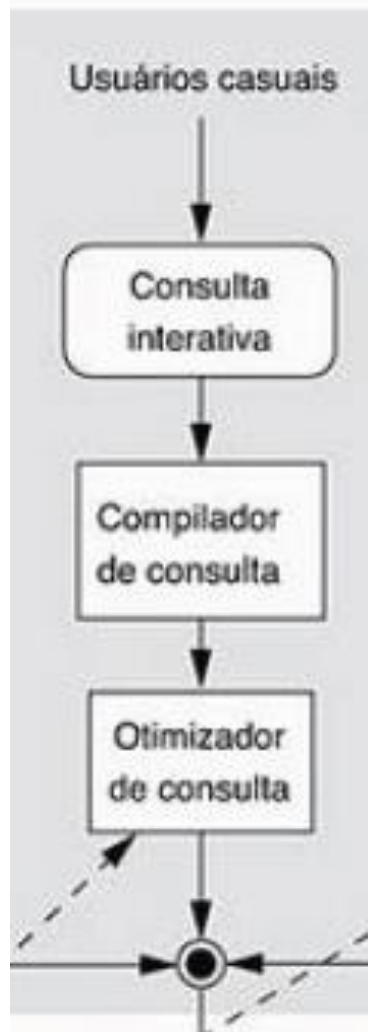 Usuários casuais
Consulta
interativa
Compilador
de consulta
Otimizador
de consulta